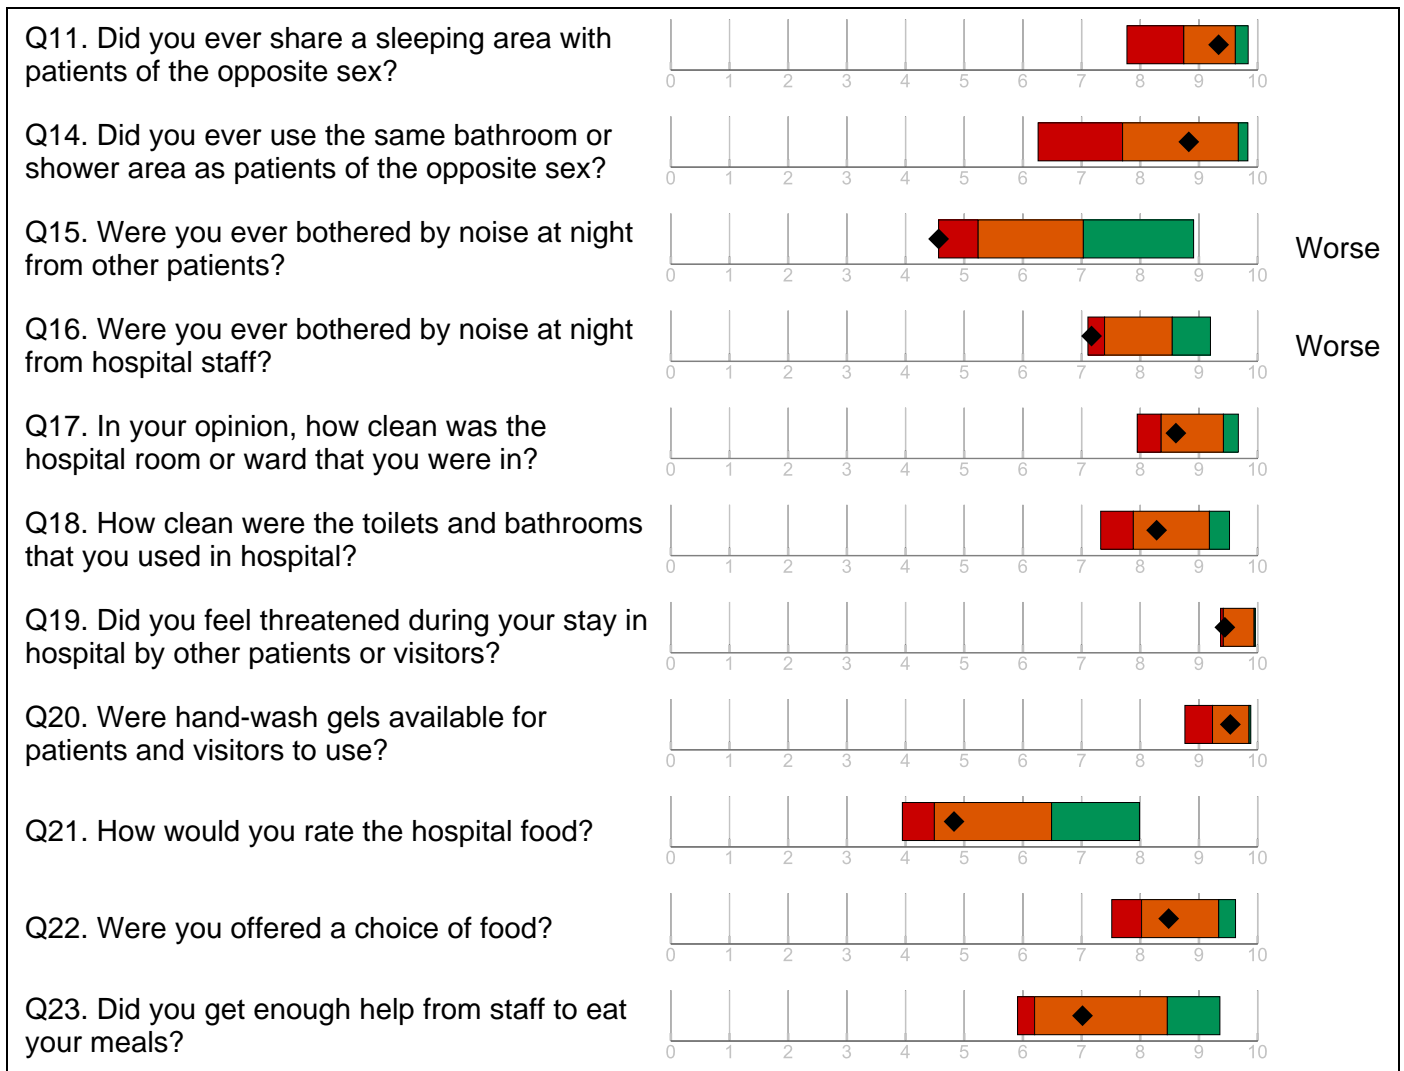 Q11. Did you ever share a sleeping area with
patients of the opposite sex?
0 1 2 3 4 5 6 7 8 9 10
Q14. Did you ever use the same bathroom or
shower area as patients of the opposite sex?
0 1 2 3 4 5 6 7 8 9 10
Q15. Were you ever bothered by noise at night
from other patients?
Worse
0 1 2 3 4 5 6 7 8 9 10
Q16. Were you ever bothered by noise at night
from hospital staff?
Worse
0 1 2 3 4 5 6 7 8 9 10
Q17. In your opinion, how clean was the
hospital room or ward that you were in?
0 1 2 3 4 5 6 7 8 9 10
Q18. How clean were the toilets and bathrooms
that you used in hospital?
0 1 2 3 4 5 6 7 8 9 10
Q19. Did you feel threatened during your stay in
hospital by other patients or visitors?
0 1 2 3 4 5 6 7 8 9 10
Q20. Were hand-wash gels available for
patients and visitors to use?
0 1 2 3 4 5 6 7 8 9 10
Q21. How would you rate the hospital food?
0 1 2 3 4 5 6 7 8 9 10
Q22. Were you offered a choice of food?
0 1 2 3 4 5 6 7 8 9 10
Q23. Did you get enough help from staff to eat
your meals?
0 1 2 3 4 5 6 7 8 9 10